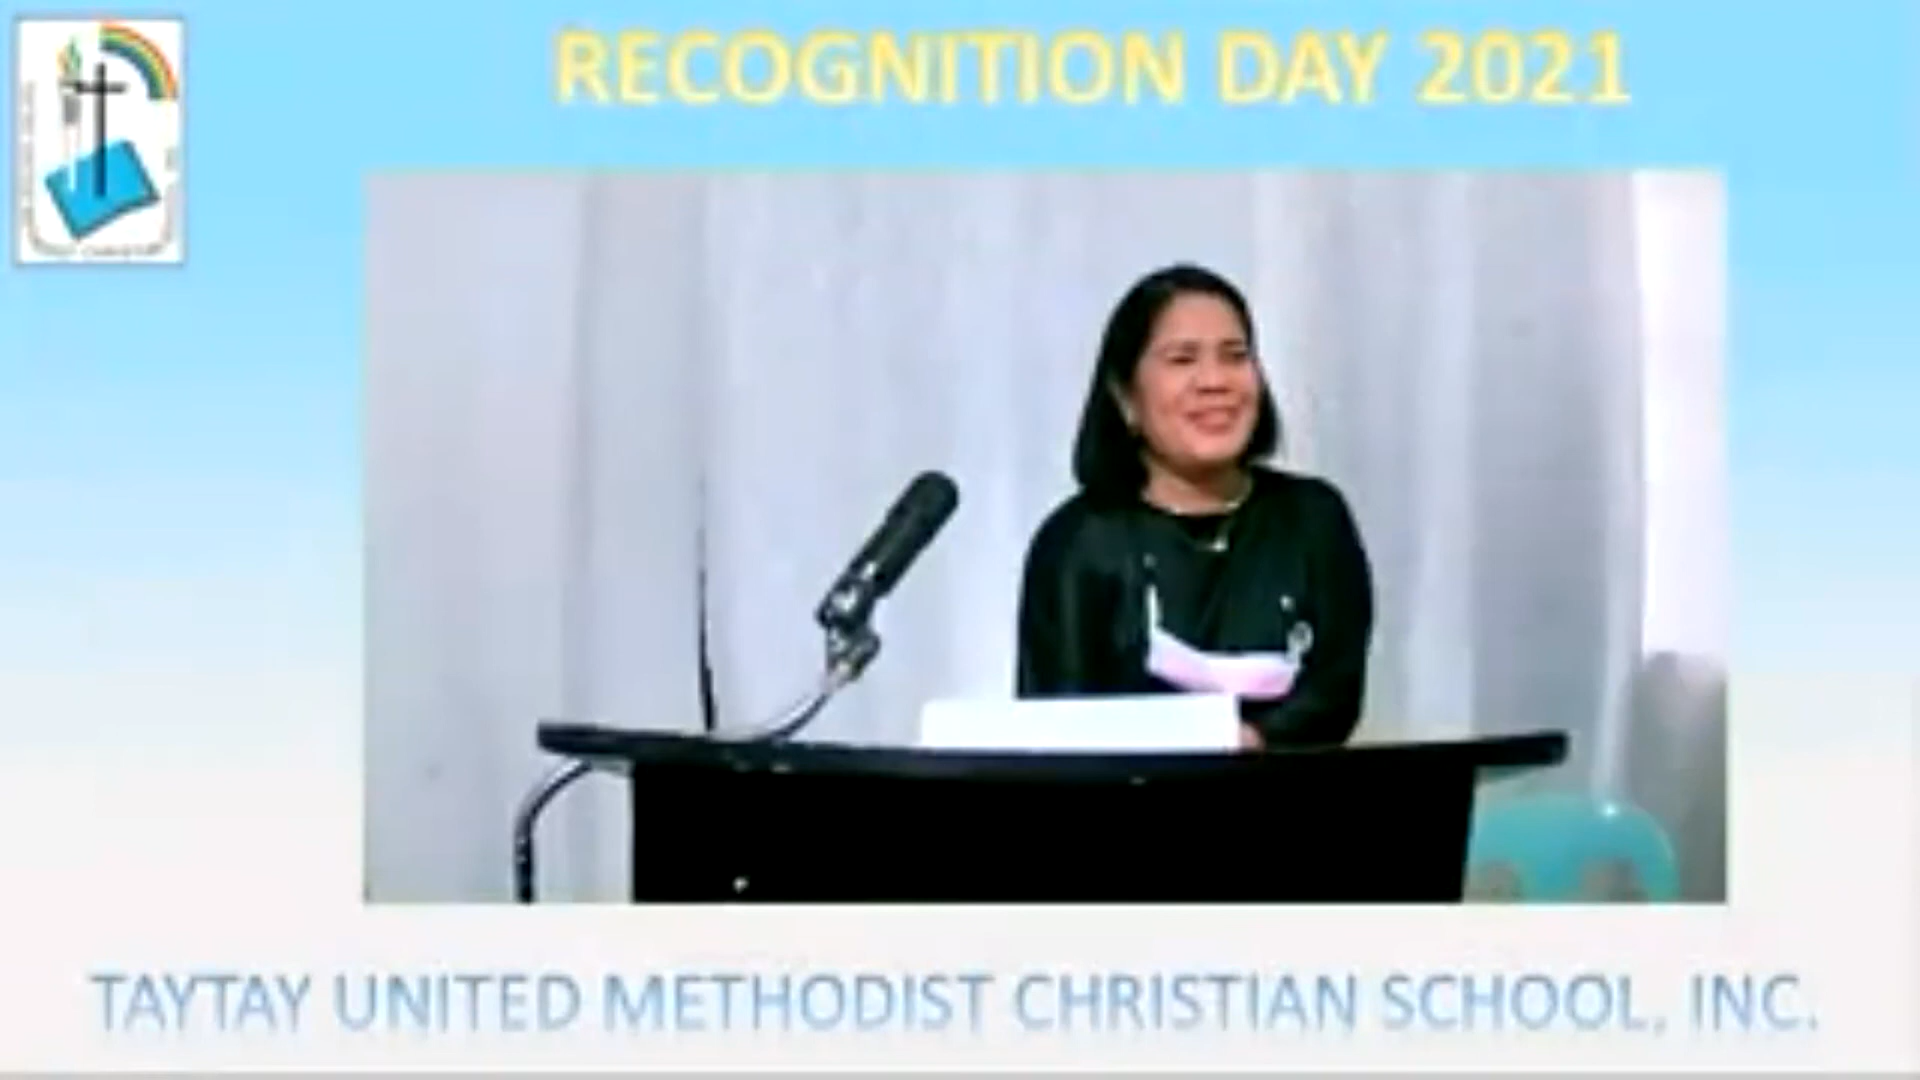 RECOGNITION DAY 2021
TAYTAY UNITED METHODIST CHRISTIAN SCHOOL, INC.